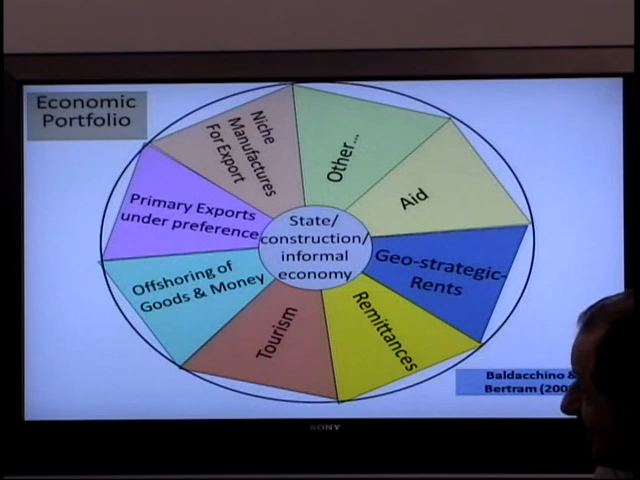 Economic
Portfolio
Niche
Manufactures
For Export
Other...
Aid
Primary Exports
under preference
State/
construction/
informal
economy
Geo-strategic-
Rents
Offshoring of
Goods & Money
Tourism
Remittances
Baldacchino &
Bertram
SONY